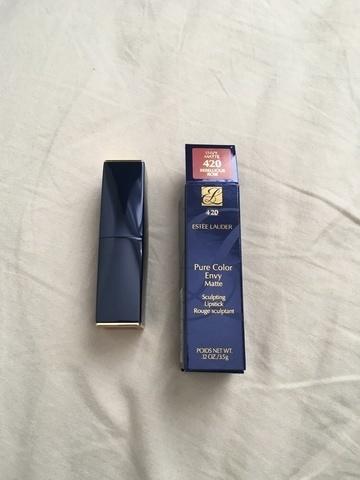 ENVY
MATTE
420
REBELLIOUS
ROSE
420
ESTĒE LAUDER
Pure Color
Envy
Matte
Sculpting
Lipstick
Rouge sculptant
POIDS NET WT.
.12 OZ./3.5g